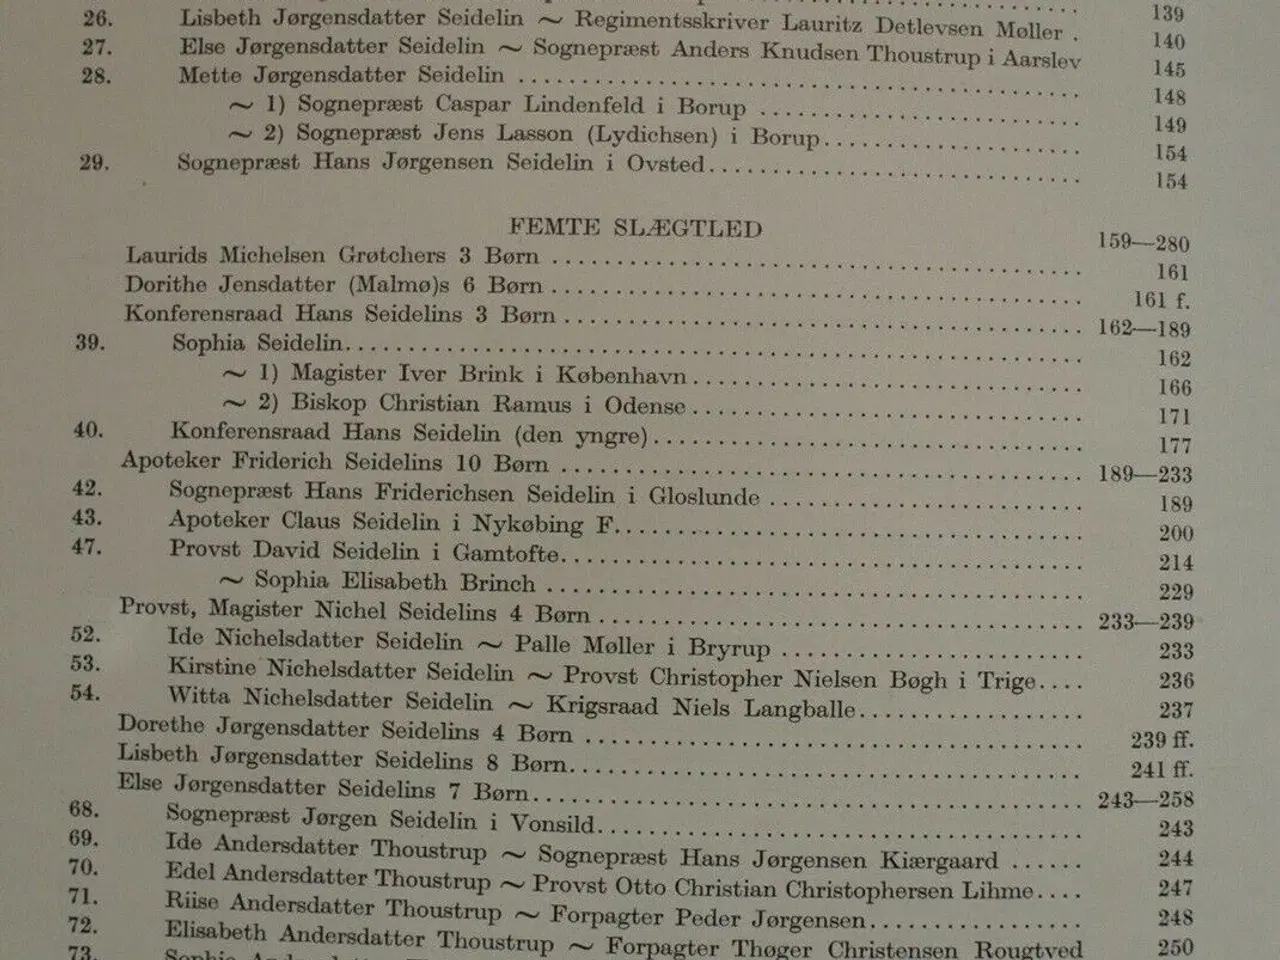 139
26. Lisbeth Jørgensdatter Seidelin ~ Regimentsskriver Lauritz Detlevsen Møller . 140
27. Else Jørgensdatter Seidelin ~ Sognepræst Anders Knudsen Thoustrup i Aarslev 145
28. Mette Jørgensdatter Seidelin ........ 148
~ 1) Sognepræst Caspar Lindenfeld i Borup ........ 149
~ 2) Sognepræst Jens Lasson (Lydichsen) i Borup ........ 154
29. Sognepræst Hans Jørgensen Seidelin i Ovsted ........ 154
FEMTE SLÆGTLED 159—280
Laurids Michelsen Grøtchers 3 Børn ........ 161
Dorithe Jensdatter (Malmø)s 6 Børn ........ 161 f.
Konferensraad Hans Seidelins 3 Børn ........ 162—189
39. Sophia Seidelin ........ 162
~ 1) Magister Iver Brink i København ........ 166
~ 2) Biskop Christian Ramus i Odense ........ 171
40. Konferensraad Hans Seidelin (den yngre) ........ 177
Apoteker Friderich Seidelins 10 Børn ........ 189—233
42. Sognepræst Hans Friderichsen Seidelin i Gloslunde ........ 189
43. Apoteker Claus Seidelin i Nykøbing F. ........ 200
47. Provst David Seidelin i Gamtofte ........ 214
~ Sophia Elisabeth Brinch ........ 229
Provst, Magister Nichel Seidelins 4 Børn ........ 233—239
52. Ide Nichelsdatter Seidelin ~ Palle Møller i Bryrup ........ 233
53. Kirstine Nichelsdatter Seidelin ~ Provst Christopher Nielsen Bøgh i Trige .... 236
54. Witta Nichelsdatter Seidelin ~ Krigsraad Niels Langballe ........ 237
Dorethe Jørgensdatter Seidelins 4 Børn ........ 239 ff.
Lisbeth Jørgensdatter Seidelins 8 Børn ........ 241 ff.
Else Jørgensdatter Seidelins 7 Børn ........ 243—258
68. Sognepræst Jørgen Seidelin i Vonsild ........ 243
69. Ide Andersdatter Thoustrup ~ Sognepræst Hans Jørgensen Kiærgaard ...... 244
70. Edel Andersdatter Thoustrup ~ Provst Otto Christian Christophersen Lihme .... 247
71. Riise Andersdatter Thoustrup ~ Forpagter Peder Jørgensen ........ 248
72. Elisabeth Andersdatter Thoustrup ~ Forpagter Thøger Christensen Rougtved 250
73.